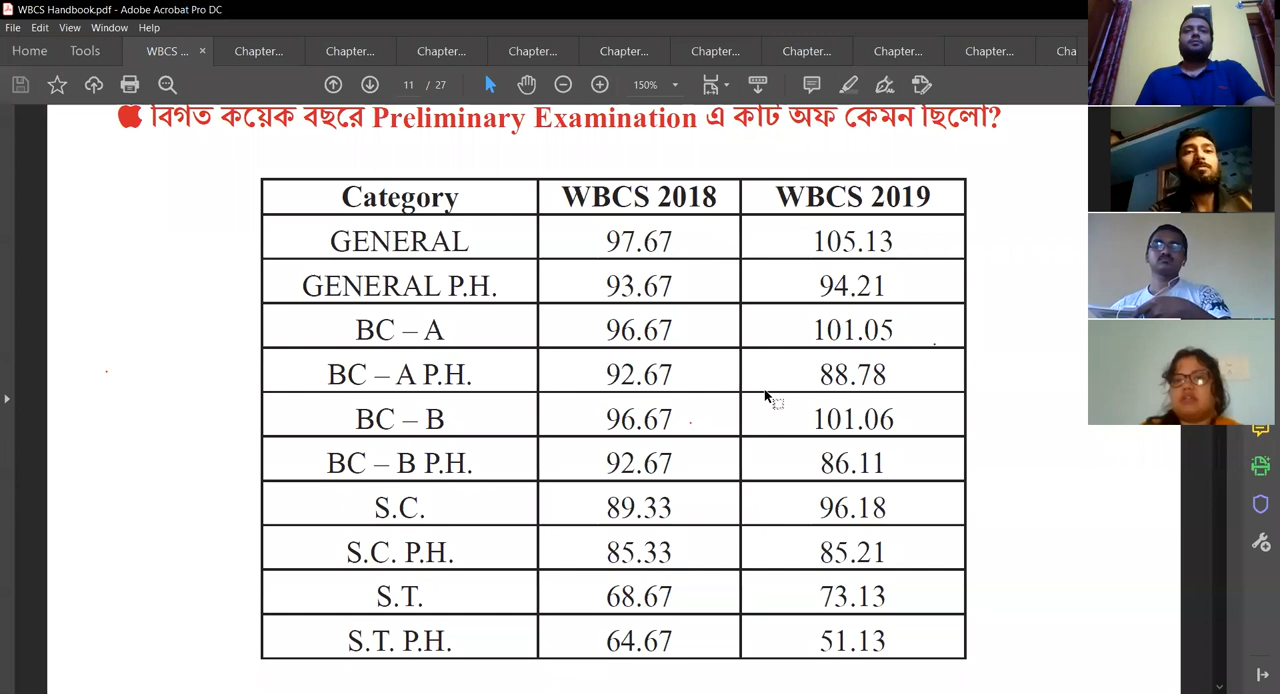 WBCS Handbook.pdf - Adobe Acrobat Pro DC
File Edit View Window Help
Home Tools WBCS ... × Chapter... Chapter... Chapter... Chapter... Chapter... Chapter... Chapter... Chapter... Chapter... Cha
11 / 27 150%
বিগত কয়েক বছরে Preliminary Examination এ কাট অফ কেমন ছিলো?
Category WBCS 2018 WBCS 2019
GENERAL 97.67 105.13
GENERAL P.H. 93.67 94.21
BC – A 96.67 101.05
BC – A P.H. 92.67 88.78
BC – B 96.67 101.06
BC – B P.H. 92.67 86.11
S.C. 89.33 96.18
S.C. P.H. 85.33 85.21
S.T. 68.67 73.13
S.T. P.H. 64.67 51.13